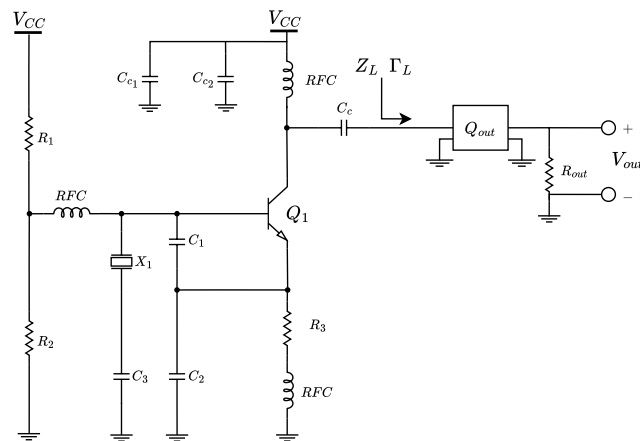 V_CC
V_CC
C_c1
C_c2
RFC
Z_L Γ_L
C_c
Q_out
+
R_1
R_out
V_out
−
RFC
Q_1
C_1
X_1
R_2
R_3
C_3
C_2
RFC